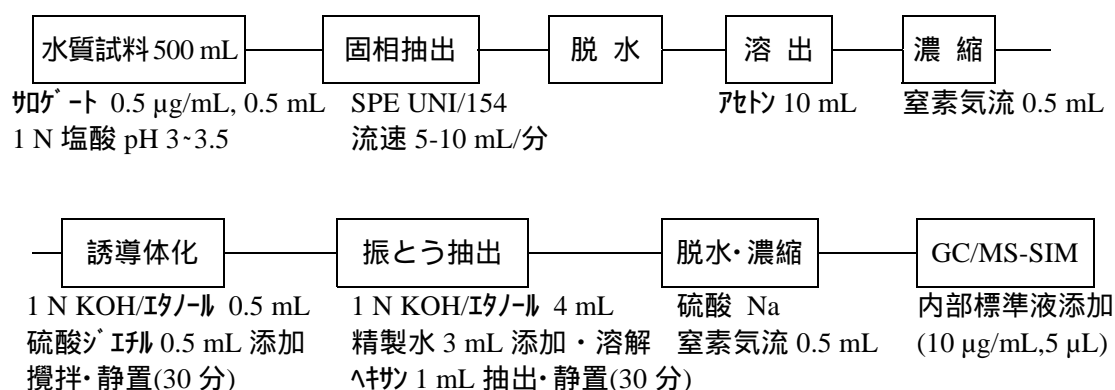 水質試料 500 mL 固相抽出 脱 水 溶 出 濃 縮
ｻﾛｹﾞｰﾄ 0.5 µg/mL, 0.5 mL SPE UNI/154 ｱｾﾄﾝ 10 mL 窒素気流 0.5 mL
1 N 塩酸 pH 3~3.5 流速 5-10 mL/分
誘導体化 振とう抽出 脱水･濃縮 GC/MS-SIM
1 N KOH/ｴﾀﾉｰﾙ 0.5 mL 1 N KOH/ｴﾀﾉｰﾙ 4 mL 硫酸 Na 内部標準液添加
硫酸ｼﾞｴﾁﾙ 0.5 mL 添加 精製水 3 mL 添加・溶解 窒素気流 0.5 mL (10 µg/mL,5 µL)
攪拌･静置(30 分) ﾍｷｻﾝ 1 mL 抽出･静置(30 分)